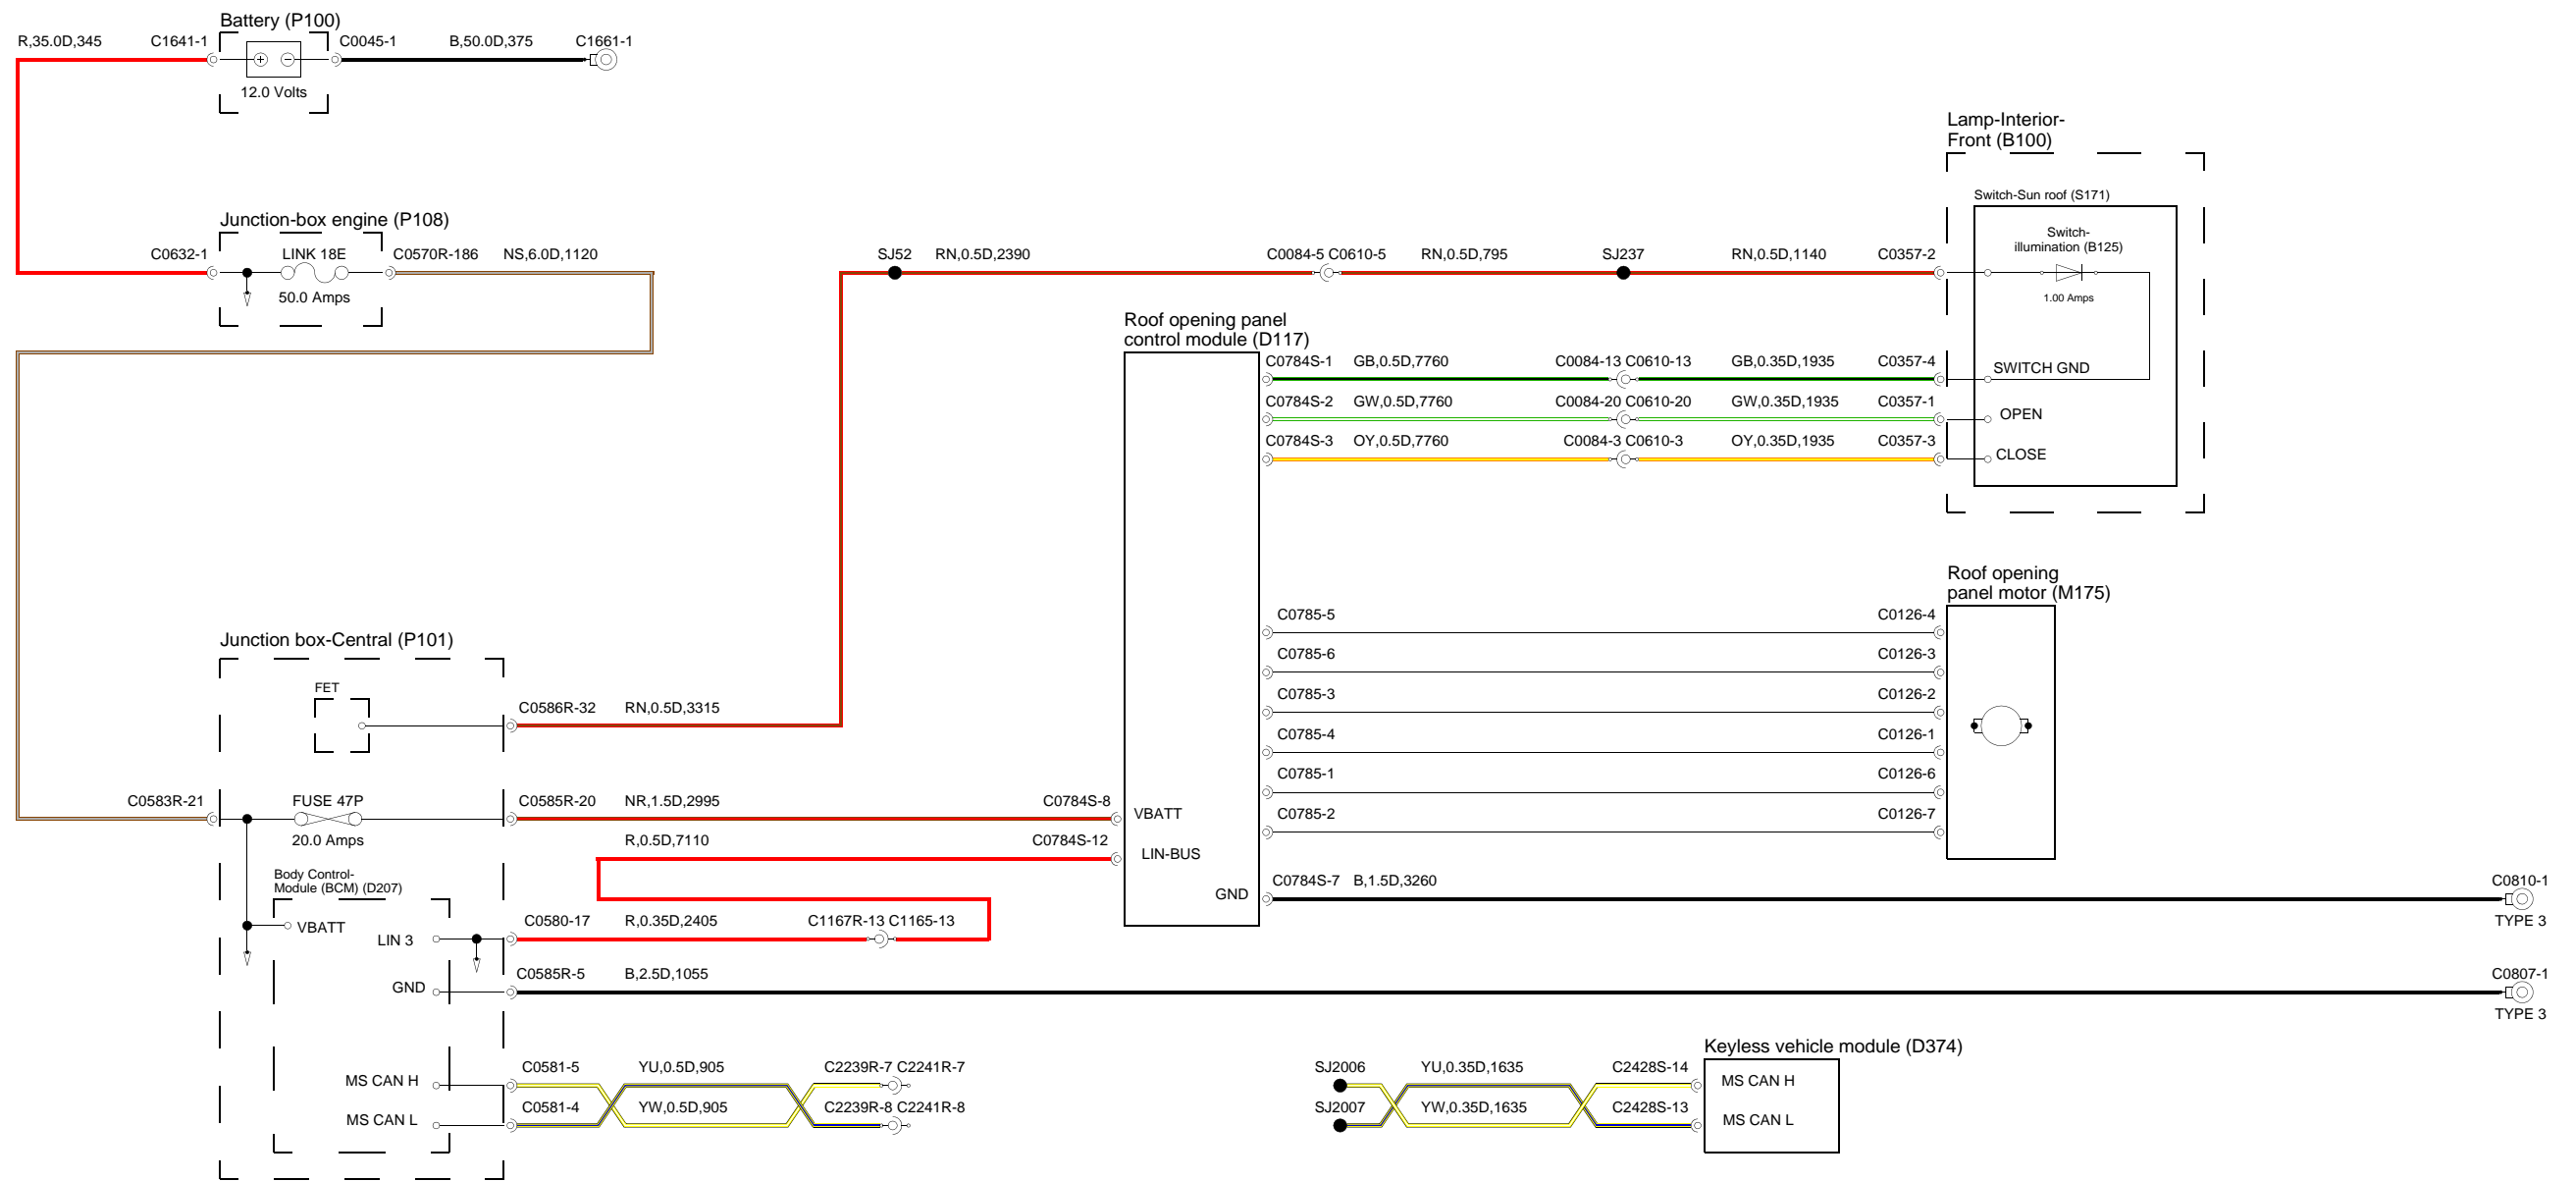 Battery (P100)
R,35.0D,345
C1641-1
C0045-1
B,50.0D,375
C1661-1
12.0 Volts
Junction-box engine (P108)
C0632-1
LINK 18E
C0570R-186
NS,6.0D,1120
50.0 Amps
SJ52
RN,0.5D,2390
C0084-5 C0610-5
RN,0.5D,795
SJ237
RN,0.5D,1140
C0357-2
Lamp-Interior-
Front (B100)
Switch-Sun roof (S171)
Switch-
illumination (B125)
1.00 Amps
SWITCH GND
OPEN
CLOSE
Roof opening panel
control module (D117)
C0784S-1
GB,0.5D,7760
C0084-13 C0610-13
GB,0.35D,1935
C0357-4
C0784S-2
GW,0.5D,7760
C0084-20 C0610-20
GW,0.35D,1935
C0357-1
C0784S-3
OY,0.5D,7760
C0084-3 C0610-3
OY,0.35D,1935
C0357-3
Roof opening
panel motor (M175)
C0785-5
C0126-4
C0785-6
C0126-3
C0785-3
C0126-2
C0785-4
C0126-1
C0785-1
C0126-6
C0785-2
C0126-7
Junction box-Central (P101)
FET
C0586R-32
RN,0.5D,3315
C0583R-21
FUSE 47P
C0585R-20
NR,1.5D,2995
C0784S-8
VBATT
20.0 Amps
R,0.5D,7110
C0784S-12
LIN-BUS
GND
C0784S-7
B,1.5D,3260
C0810-1
TYPE 3
Body Control-
Module (BCM) (D207)
VBATT
LIN 3
C0580-17
R,0.35D,2405
C1167R-13 C1165-13
GND
C0585R-5
B,2.5D,1055
C0807-1
TYPE 3
MS CAN H
C0581-5
YU,0.5D,905
C2239R-7 C2241R-7
MS CAN L
C0581-4
YW,0.5D,905
C2239R-8 C2241R-8
Keyless vehicle module (D374)
SJ2006
YU,0.35D,1635
C2428S-14
MS CAN H
SJ2007
YW,0.35D,1635
C2428S-13
MS CAN L